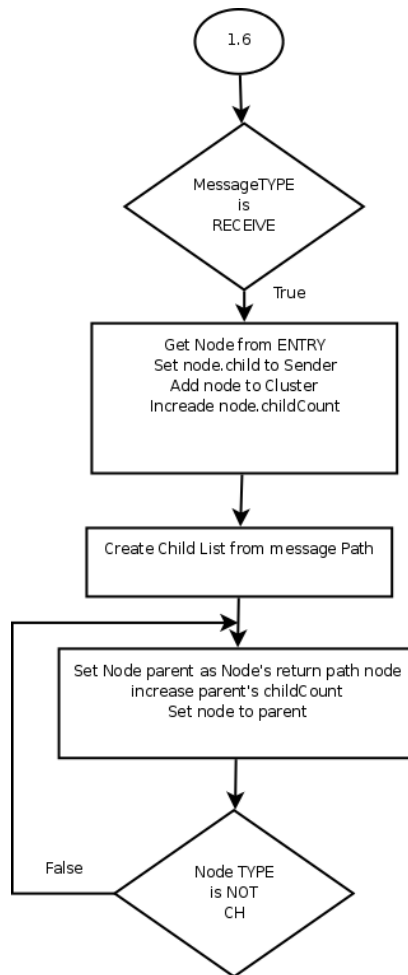 1.6
MessageTYPE
is
RECEIVE
True
Get Node from ENTRY
Set node.child to Sender
Add node to Cluster
Increade node.childCount
Create Child List from message Path
Set Node parent as Node's return path node
increase parent's childCount
Set node to parent
False
Node TYPE
is NOT
CH